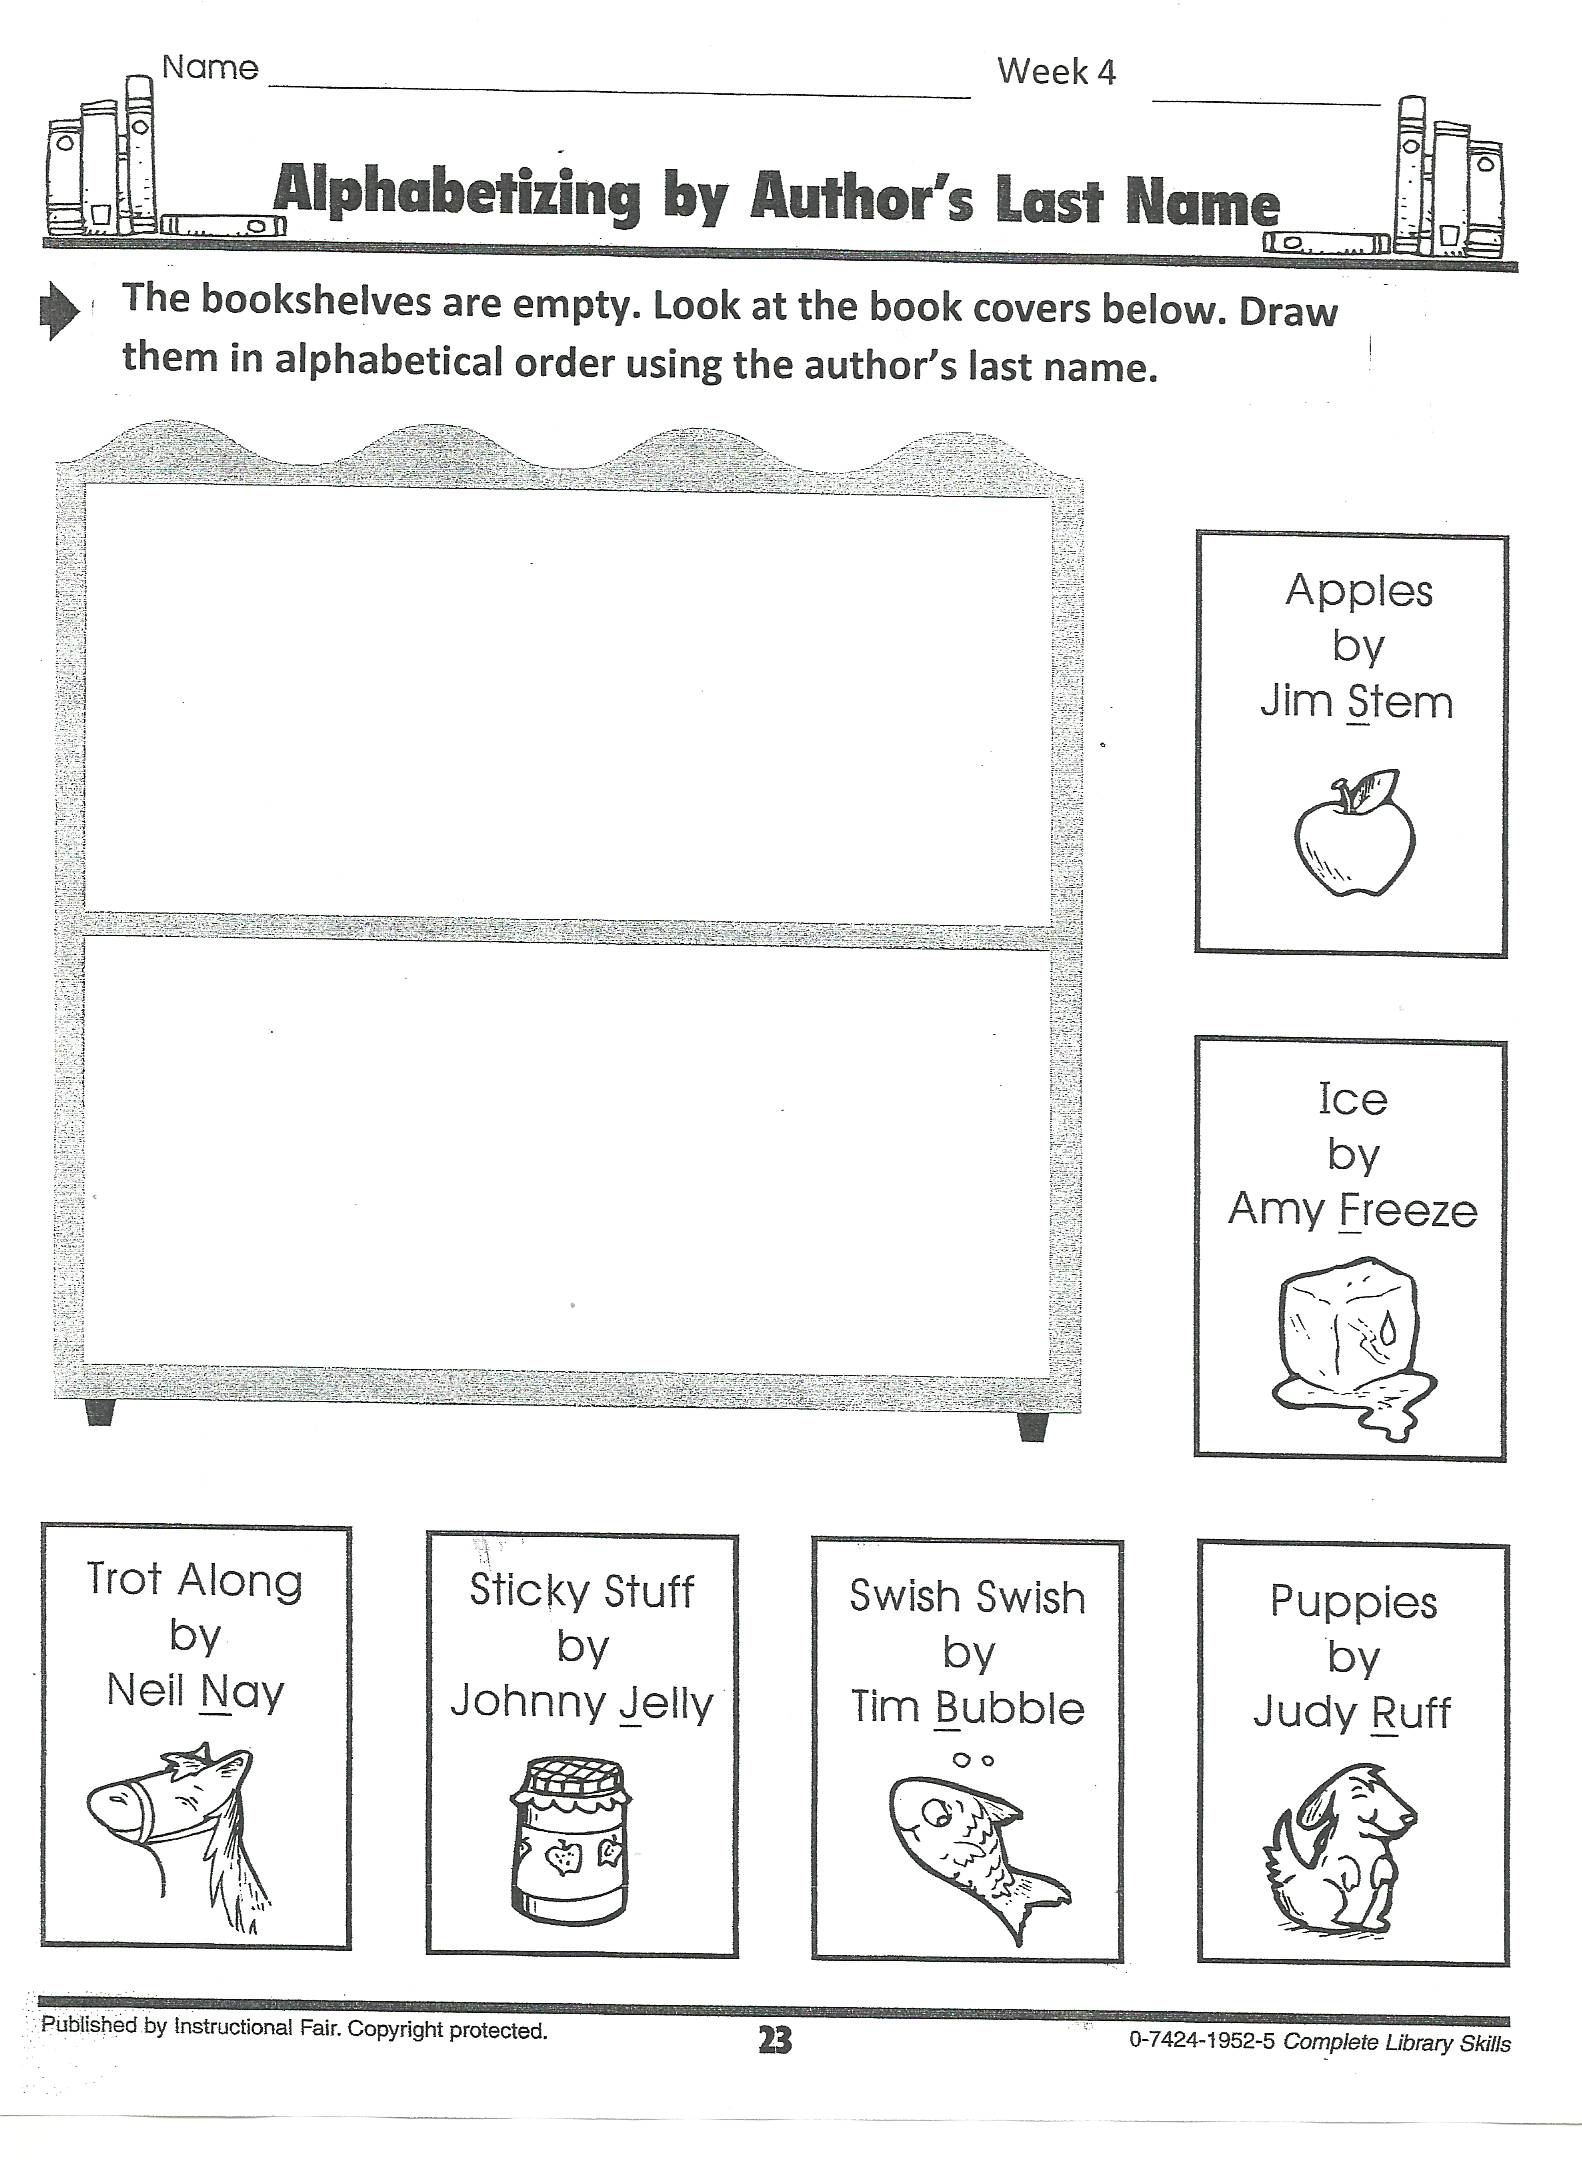 Name
Week 4
Alphabetizing by Author's Last Name
The bookshelves are empty. Look at the book covers below. Draw
them in alphabetical order using the author's last name.
Apples
by
Jim Stem
Ice
by
Amy Freeze
Trot Along
by
Neil Nay
Sticky Stuff
by
Johnny Jelly
Swish Swish
by
Tim Bubble
Puppies
by
Judy Ruff
Published by Instructional Fair. Copyright protected.
23
0-7424-1952-5 Complete Library Skills